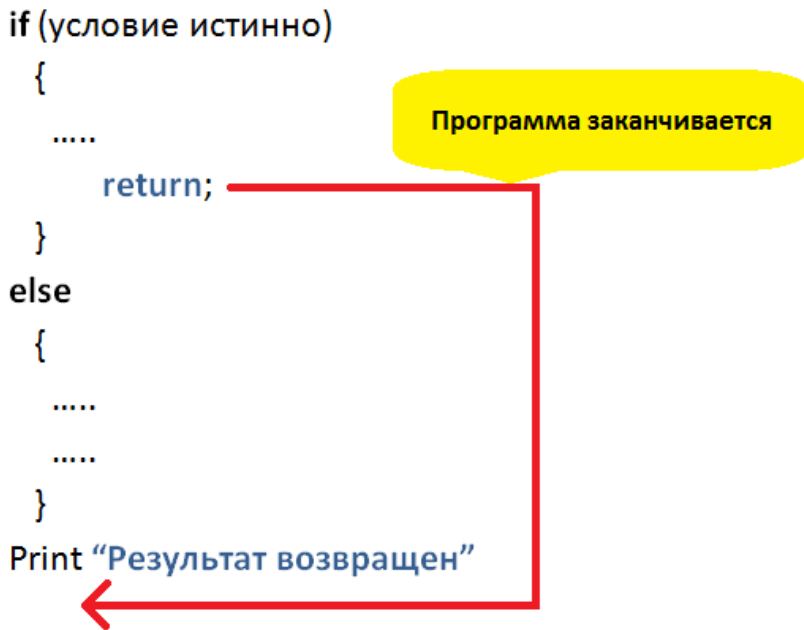 if (условие истинно)
{
Программа заканчивается
.....
return;
}
else
{
.....
.....
}
Print “Результат возвращен”